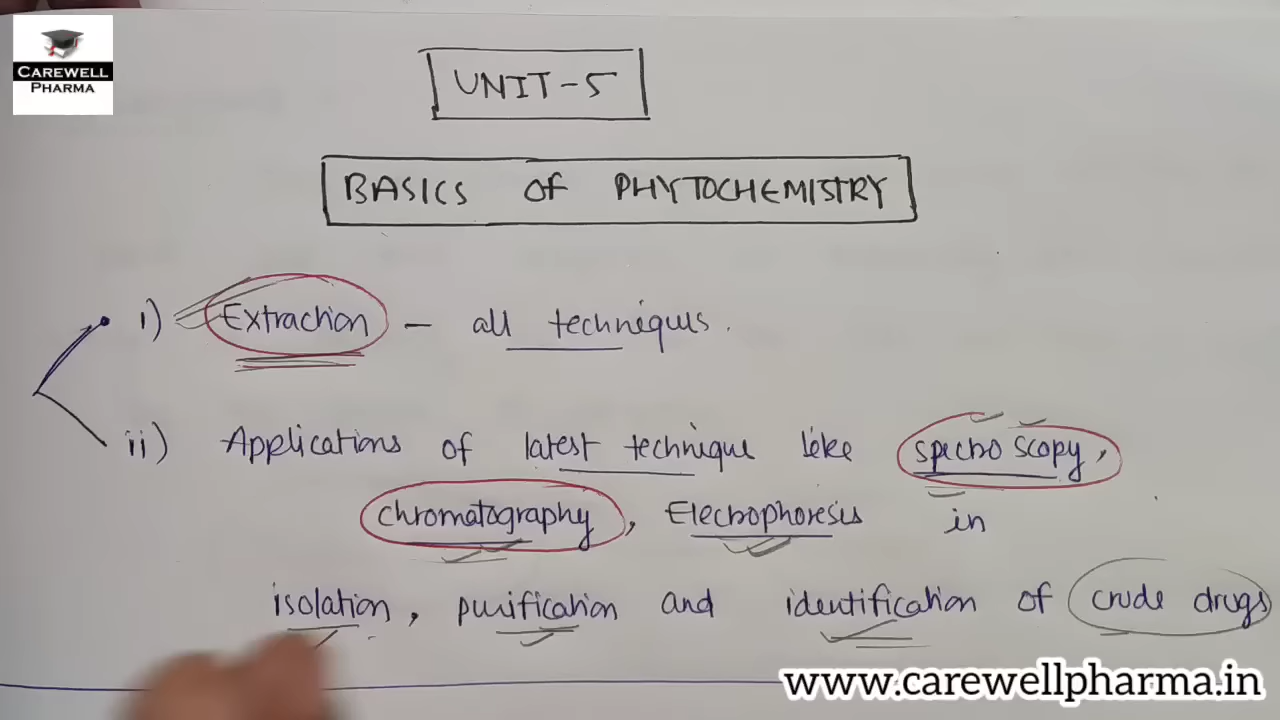 CAREWELL
PHARMA
UNIT-5
BASICS OF PHYTOCHEMISTRY
i) Extraction - all techniques.
ii) Applications of latest technique like spectroscopy,
chromatography, Electrophoresis in
isolation, purification and identification of crude drugs
www.carewellpharma.in